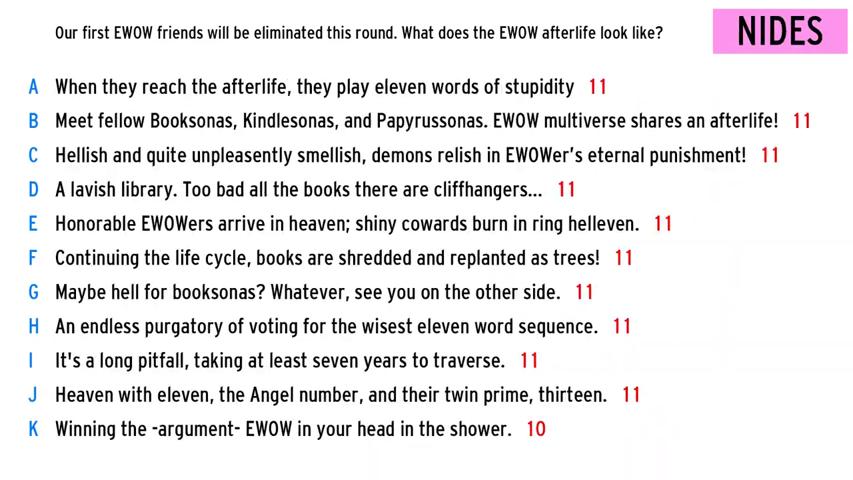 Our first EWOW friends will be eliminated this round. What does the EWOW afterlife look like?
NIDES
A When they reach the afterlife, they play eleven words of stupidity 11
B Meet fellow Booksonas, Kindlesonas, and Papyrussonas. EWOW multiverse shares an afterlife! 11
C Hellish and quite unpleasently smellish, demons relish in EWOWer's eternal punishment! 11
D A lavish library. Too bad all the books there are cliffhangers... 11
E Honorable EWOWers arrive in heaven; shiny cowards burn in ring helleven. 11
F Continuing the life cycle, books are shredded and replanted as trees! 11
G Maybe hell for booksonas? Whatever, see you on the other side. 11
H An endless purgatory of voting for the wisest eleven word sequence. 11
I It's a long pitfall, taking at least seven years to traverse. 11
J Heaven with eleven, the Angel number, and their twin prime, thirteen. 11
K Winning the -argument- EWOW in your head in the shower. 10